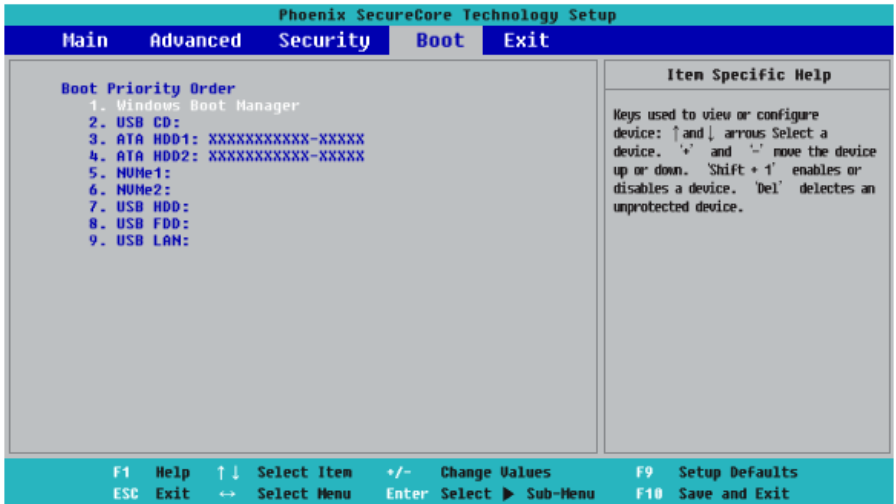 Phoenix SecureCore Technology Setup
Main Advanced Security Boot Exit
Boot Priority Order
1. Windows Boot Manager
2. USB CD:
3. ATA HDD1: XXXXXXXXXXX-XXXXX
4. ATA HDD2: XXXXXXXXXXX-XXXXX
5. NVMe1:
6. NVMe2:
7. USB HDD:
8. USB FDD:
9. USB LAN:
Item Specific Help
Keys used to view or configure
device: ↑and↓ arrous Select a
device. '+' and '-' move the device
up or down. 'Shift + 1' enables or
disables a device. 'Del' delectes an
unprotected device.
F1 Help ↑↓ Select Item +/- Change Values F9 Setup Defaults
ESC Exit ↔ Select Menu Enter Select ▶ Sub-Menu F10 Save and Exit